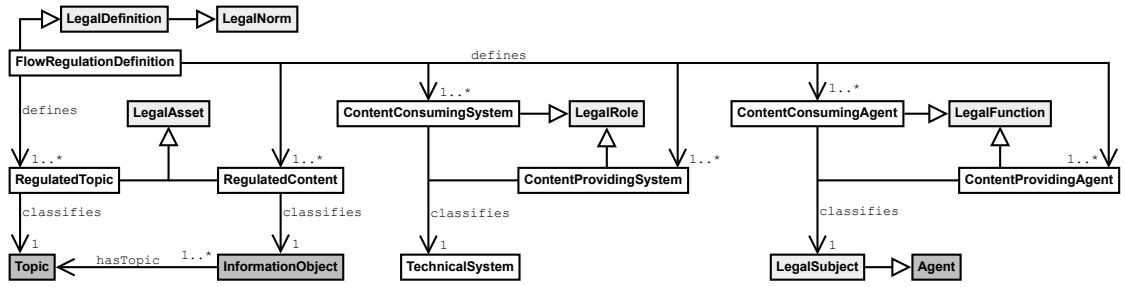 LegalDefinition
LegalNorm
FlowRegulationDefinition
defines
defines
1..*
1..*
LegalAsset
ContentConsumingSystem
LegalRole
ContentConsumingAgent
LegalFunction
1..*
1..*
1..*
1..*
RegulatedTopic
RegulatedContent
ContentProvidingSystem
ContentProvidingAgent
classifies
classifies
classifies
classifies
1
1
1
1
hasTopic
1..*
Topic
InformationObject
TechnicalSystem
LegalSubject
Agent